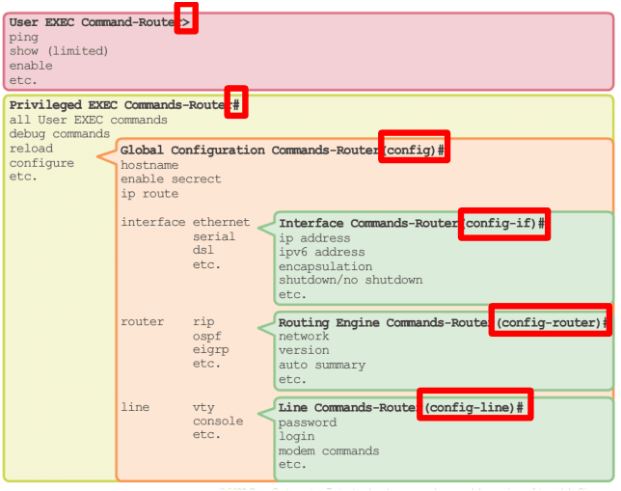 User EXEC Command-Router>
ping
show (limited)
enable
etc.
Privileged EXEC Commands-Router#
all User EXEC commands
debug commands
reload
configure
etc.
Global Configuration Commands-Router(config)#
hostname
enable secrect
ip route
interface ethernet
serial
dsl
etc.
Interface Commands-Router(config-if)#
ip address
ipv6 address
encapsulation
shutdown/no shutdown
etc.
router rip
ospf
eigrp
etc.
Routing Engine Commands-Router(config-router)#
network
version
auto summary
etc.
line vty
console
etc.
Line Commands-Router(config-line)#
password
login
modem commands
etc.